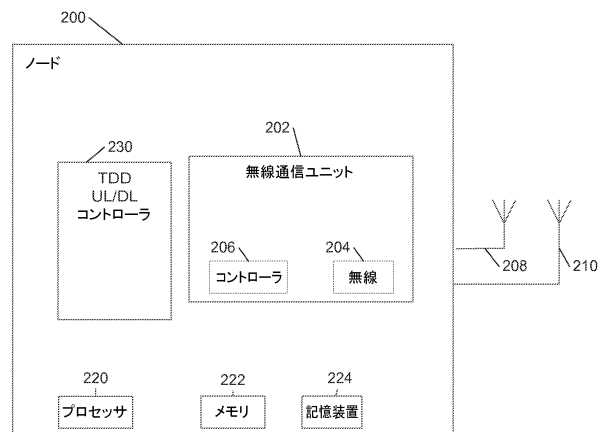 200
ノード
202
230
TDD
UL/DL
コントローラ
無線通信ユニット
206
204
コントローラ
無線
208
210
220
222
224
プロセッサ
メモリ
記憶装置